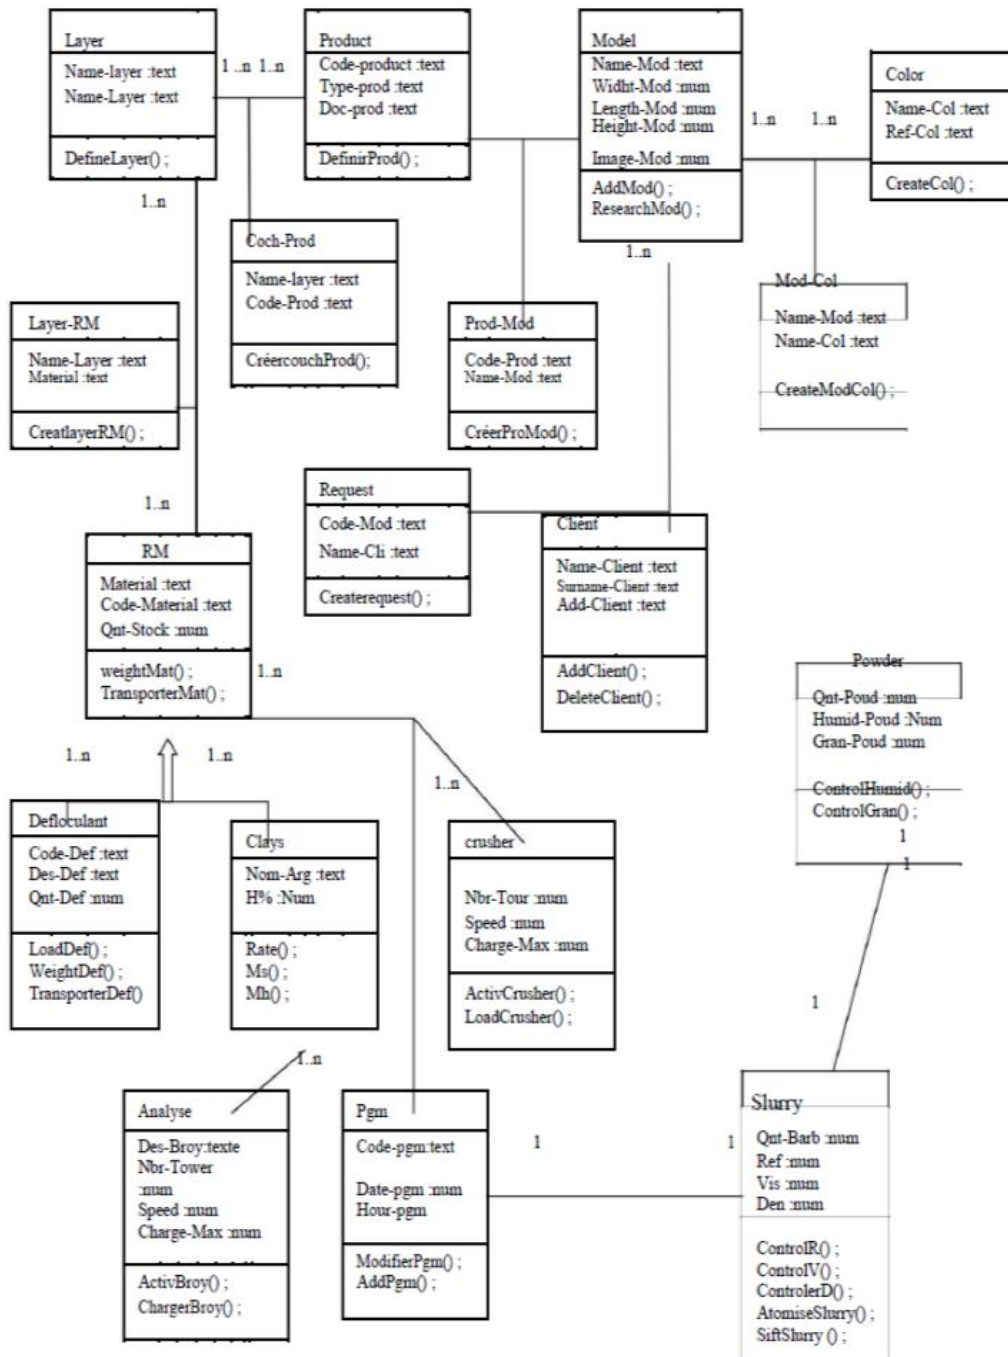 Layer
Name-layer :text
Name-Layer :text
DefineLayer() ;
1..n 1..n
Product
Code-product :text
Type-prod :text
Doc-prod :text
DefinirProd() ;
Model
Name-Mod :text
Widht-Mod :num
Length-Mod :num
Height-Mod :num
Image-Mod :num
AddMod() ;
ResearchMod() ;
1..n
1..n
Color
Name-Col :text
Ref-Col :text
CreateCol() ;
1..n
1..n
Coch-Prod
Name-layer :text
Code-Prod :text
CréercouchProd();
Layer-RM
Name-Layer :text
Material :text
CreatlayerRM() ;
Prod-Mod
Code-Prod :text
Name-Mod :text
CréerProMod() ;
Mod-Col
Name-Mod :text
Name-Col :text
CreateModCol() ;
1..n
Request
Code-Mod :text
Name-Cli :text
Createrequest() ;
Client
Name-Client :text
Surname-Client :text
Add-Client :text
AddClient() ;
DeleteClient() ;
RM
Material :text
Code-Material :text
Qnt-Stock :num
weightMat() ;
TransporterMat() ;
1..n
Powder
Qnt-Poud :num
Humid-Poud :Num
Gran-Poud :num
ControlHumid() ;
ControlGran() ;
1
1
1..n
1..n
1..n
Defloculant
Code-Def :text
Des-Def :text
Qnt-Def :num
LoadDef() ;
WeightDef() ;
TransporterDef()
Clays
Nom-Arg :text
H% :Num
Rate() ;
Ms() ;
Mh() ;
crusher
Nbr-Tour :num
Speed :num
Charge-Max :num
ActivCrusher() ;
LoadCrusher() ;
1
1..n
Analyse
Des-Broy:texte
Nbr-Tower
:num
Speed :num
Charge-Max :num
ActivBroy() ;
ChargerBroy() ;
Pgm
Code-pgm:text
Date-pgm :num
Hour-pgm
ModifierPgm() ;
AddPgm() ;
1
1
Slurry
Qnt-Barb :num
Ref :num
Vis :num
Den :num
ControlR() ;
ControlV() ;
ControlerD() ;
AtomiseSlurry() ;
SiftSlurry () ;